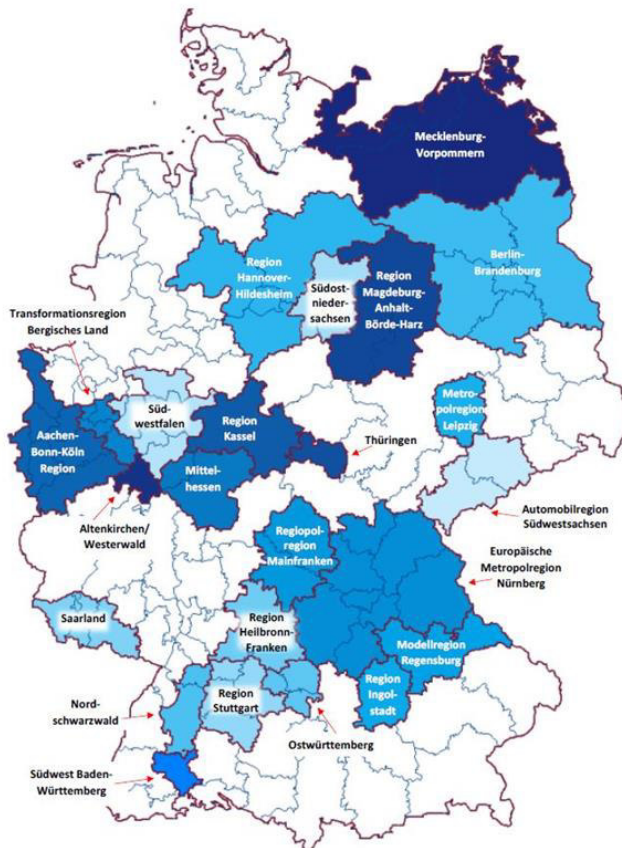 Mecklenburg-
Vorpommern
Region
Hannover-
Hildesheim
Südost-
nieder-
sachsen
Region
Magdeburg-
Anhalt-
Börde-Harz
Berlin-
Brandenburg
Transformationsregion
Bergisches Land
Aachen-
Bonn-Köln
Region
Süd-
westfalen
Region
Kassel
Mittel-
hessen
Thüringen
Metro-
polregion
Leipzig
Altenkirchen/
Westerwald
Automobilregion
Südwestsachsen
Regiopol-
region
Mainfranken
Europäische
Metropolregion
Nürnberg
Saarland
Region
Heilbronn-
Franken
Modellregion
Regensburg
Region
Ingol-
stadt
Nord-
schwarzwald
Region
Stuttgart
Ostwürttemberg
Südwest Baden-
Württemberg